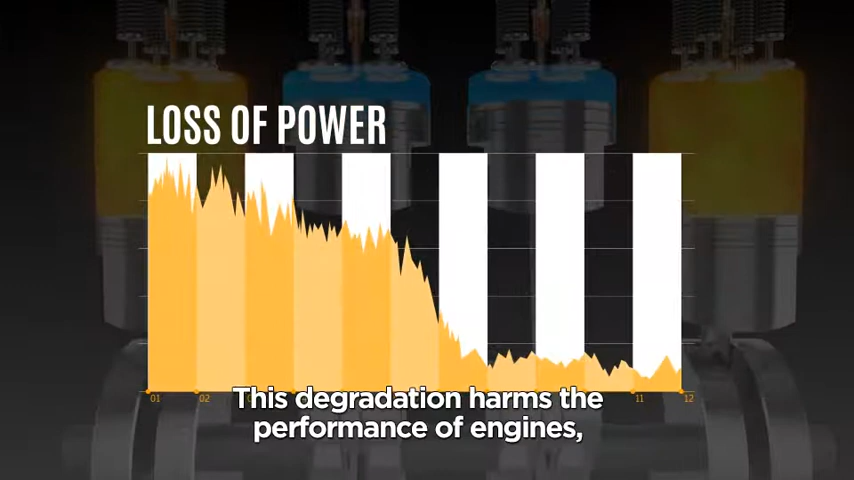 LOSS OF POWER
01 02 11 12
This degradation harms the
performance of engines,